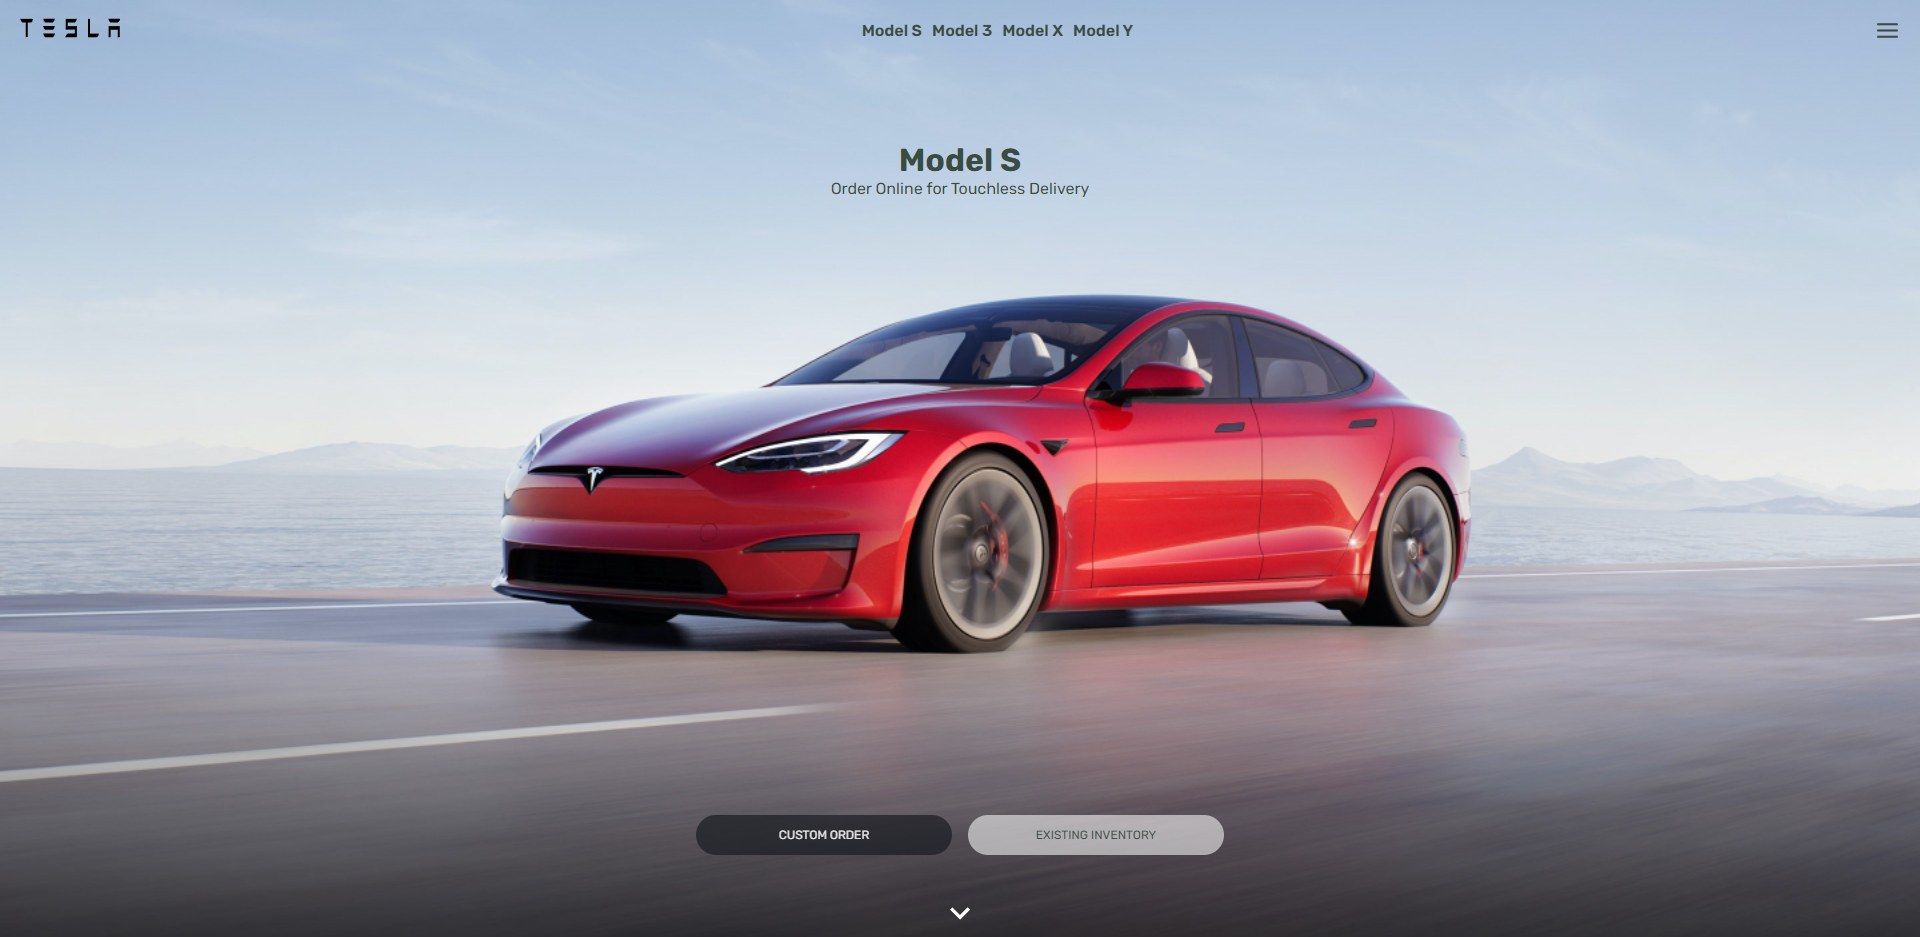 TESLA
Model S Model 3 Model X Model Y
Model S
Order Online for Touchless Delivery
CUSTOM ORDER
EXISTING INVENTORY